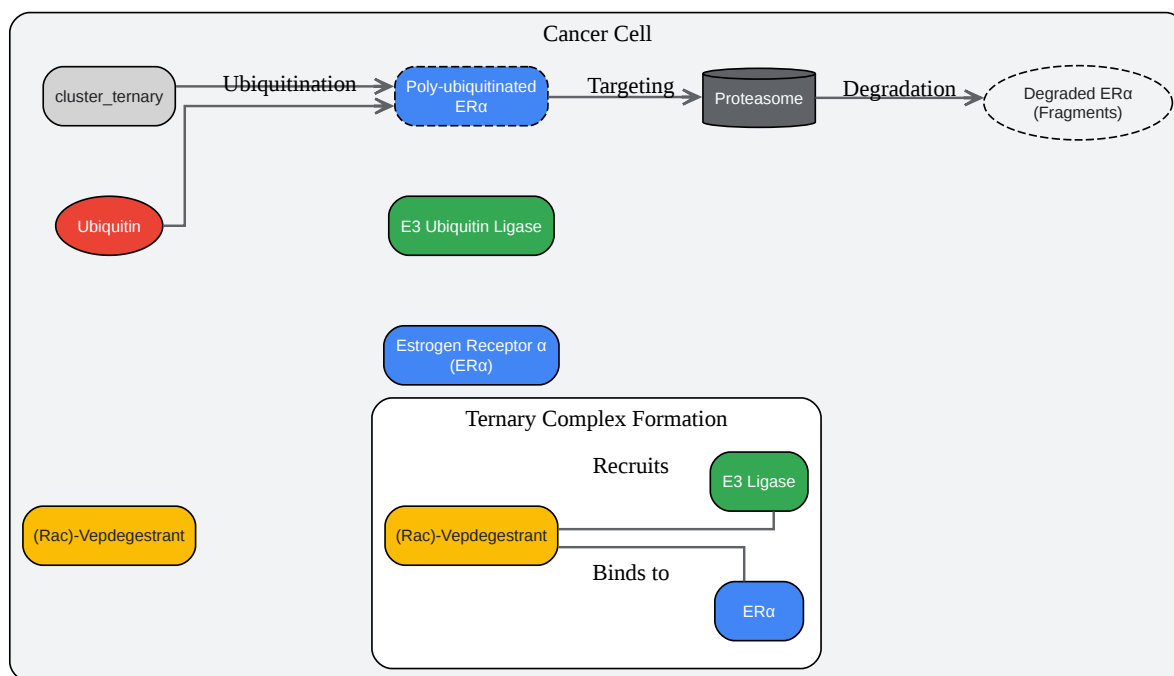 Cancer Cell
cluster_ternary
Ubiquitination
Poly-ubiquitinated
ERα
Targeting
Proteasome
Degradation
Degraded ERα
(Fragments)
Ubiquitin
E3 Ubiquitin Ligase
Estrogen Receptor α
(ERα)
Ternary Complex Formation
Recruits
E3 Ligase
(Rac)-Vepdegestrant
(Rac)-Vepdegestrant
Binds to
ERα